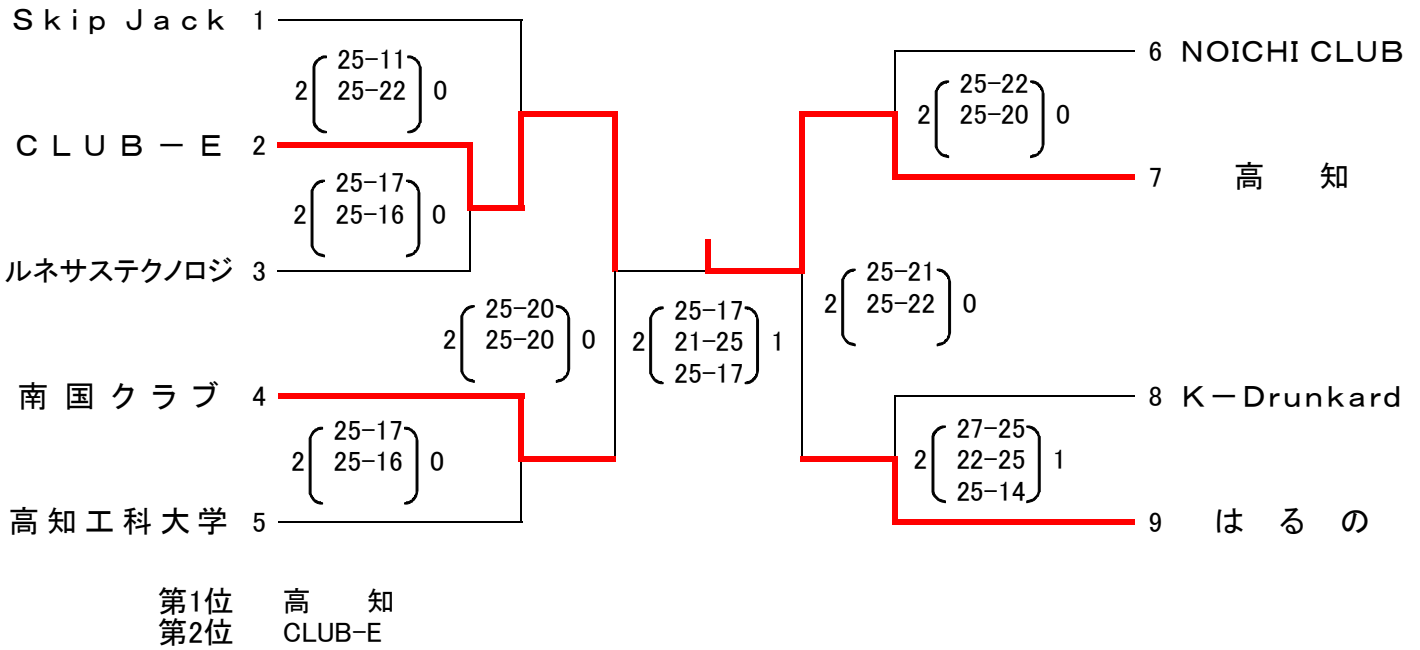 Skip Jack 1
25-11
2 25-22 0
CLUB-E 2
25-17
2 25-16 0
ルネサステクノロジ 3
25-20
2 25-20 0
南国クラブ 4
25-17
2 25-16 0
高知工科大学 5
25-17
2 21-25 1
25-17
6 NOICHI CLUB
25-22
2 25-20 0
7 高知
25-21
2 25-22 0
8 K-Drunkard
27-25
2 22-25 1
25-14
9 はるの
第1位 高知
第2位 CLUB-E